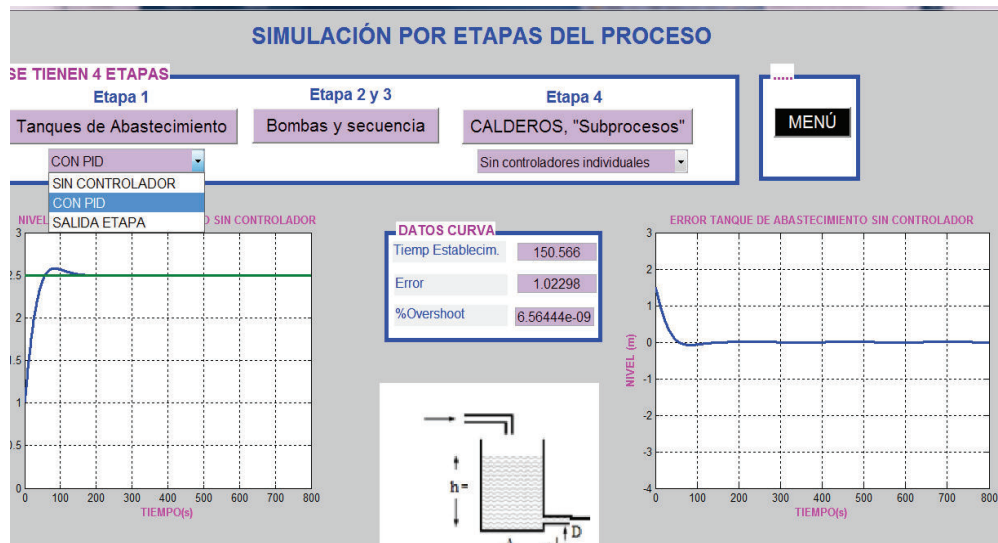 SIMULACIÓN POR ETAPAS DEL PROCESO
SE TIENEN 4 ETAPAS
Etapa 1
Etapa 2 y 3
Etapa 4
.....
Tanques de Abastecimiento
Bombas y secuencia
CALDEROS, "Subprocesos"
MENÚ
CON PID
Sin controladores individuales
SIN CONTROLADOR
CON PID
SALIDA ETAPA
SIN CONTROLADOR
3
2.5
2
1
0
0 100 200 300 400 500 600 700 800
TIEMPO(s)
DATOS CURVA
Tiemp Establecim. 150.566
Error 1.02298
%Overshoot 6.56444e-09
h=
D
ERROR TANQUE DE ABASTECIMIENTO SIN CONTROLADOR
NIVEL (m)
3
2
1
0
-1
-2
-3
-4
0 100 200 300 400 500 600 700 800
TIEMPO(s)